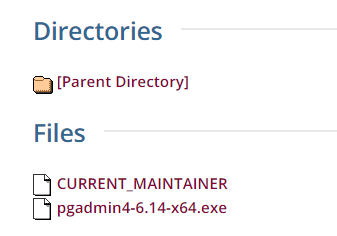 Directories
[Parent Directory]
Files
CURRENT_MAINTAINER
pgadmin4-6.14-x64.exe